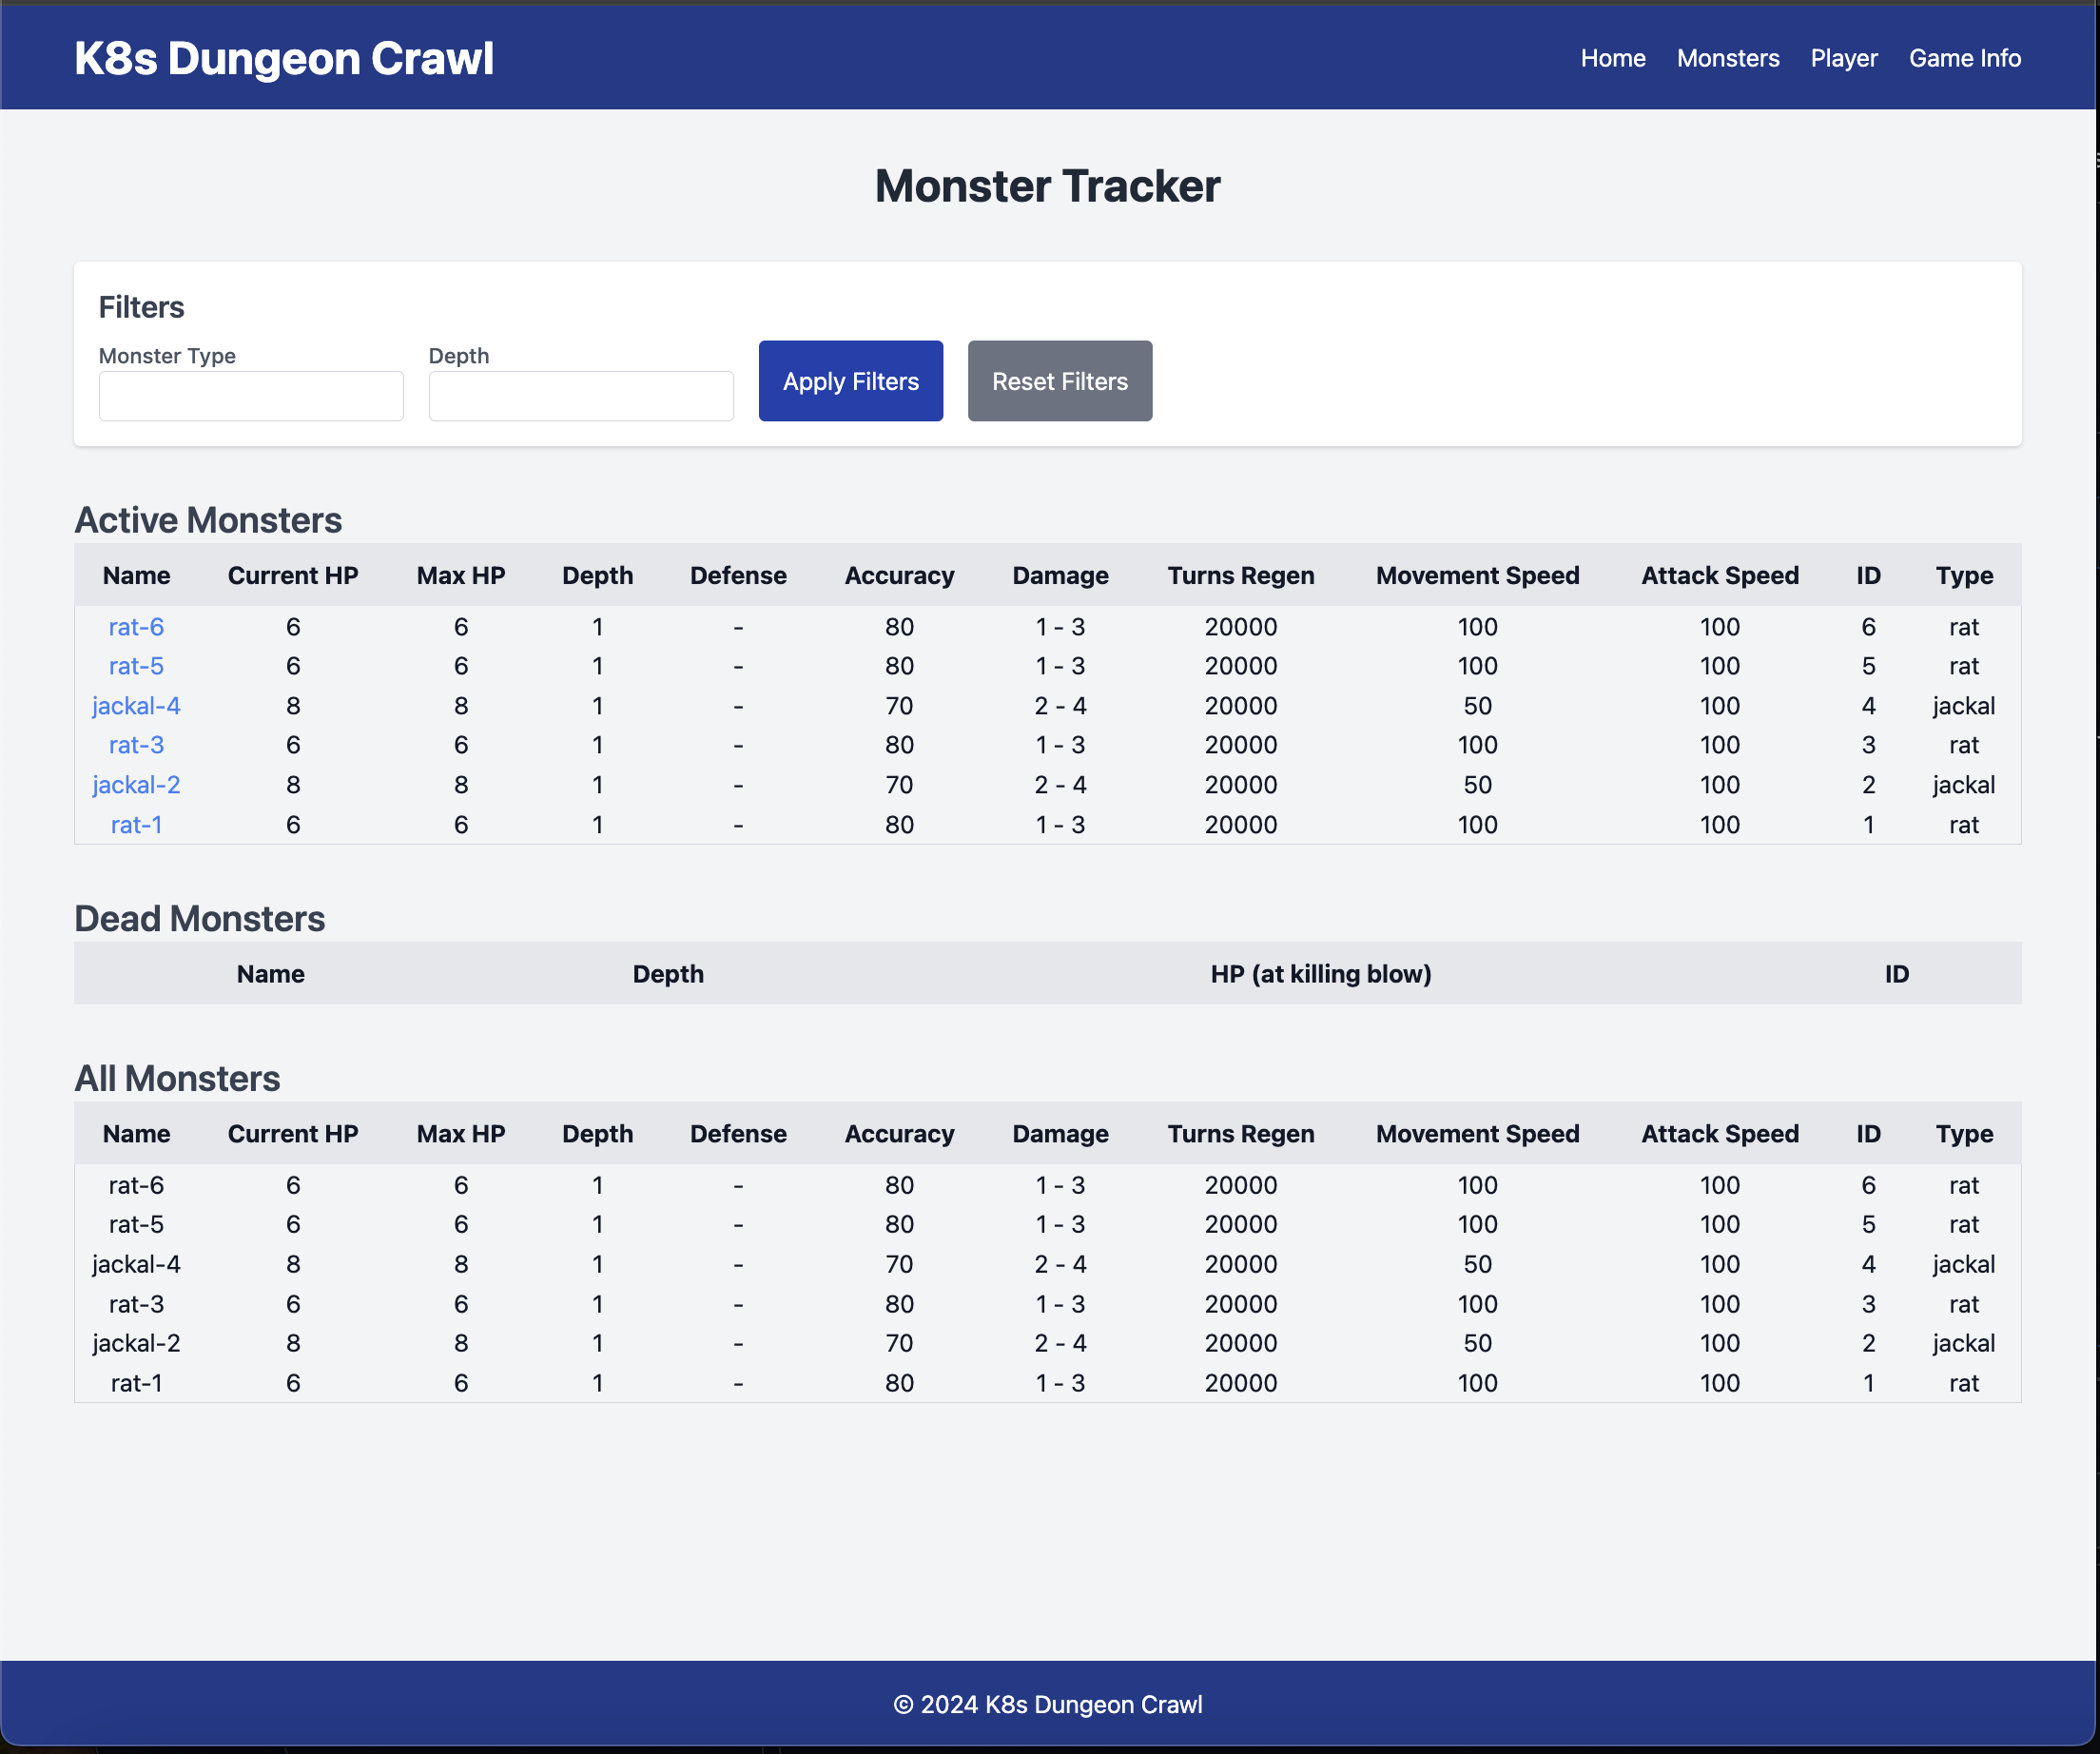 K8s Dungeon Crawl
Home Monsters Player Game Info
Monster Tracker
Filters
Monster Type Depth
Apply Filters Reset Filters
Active Monsters
Name Current HP Max HP Depth Defense Accuracy Damage Turns Regen Movement Speed Attack Speed ID Type
rat-6 6 6 1 - 80 1 - 3 20000 100 100 6 rat
rat-5 6 6 1 - 80 1 - 3 20000 100 100 5 rat
jackal-4 8 8 1 - 70 2 - 4 20000 50 100 4 jackal
rat-3 6 6 1 - 80 1 - 3 20000 100 100 3 rat
jackal-2 8 8 1 - 70 2 - 4 20000 50 100 2 jackal
rat-1 6 6 1 - 80 1 - 3 20000 100 100 1 rat
Dead Monsters
Name Depth HP (at killing blow) ID
All Monsters
Name Current HP Max HP Depth Defense Accuracy Damage Turns Regen Movement Speed Attack Speed ID Type
rat-6 6 6 1 - 80 1 - 3 20000 100 100 6 rat
rat-5 6 6 1 - 80 1 - 3 20000 100 100 5 rat
jackal-4 8 8 1 - 70 2 - 4 20000 50 100 4 jackal
rat-3 6 6 1 - 80 1 - 3 20000 100 100 3 rat
jackal-2 8 8 1 - 70 2 - 4 20000 50 100 2 jackal
rat-1 6 6 1 - 80 1 - 3 20000 100 100 1 rat
© 2024 K8s Dungeon Crawl